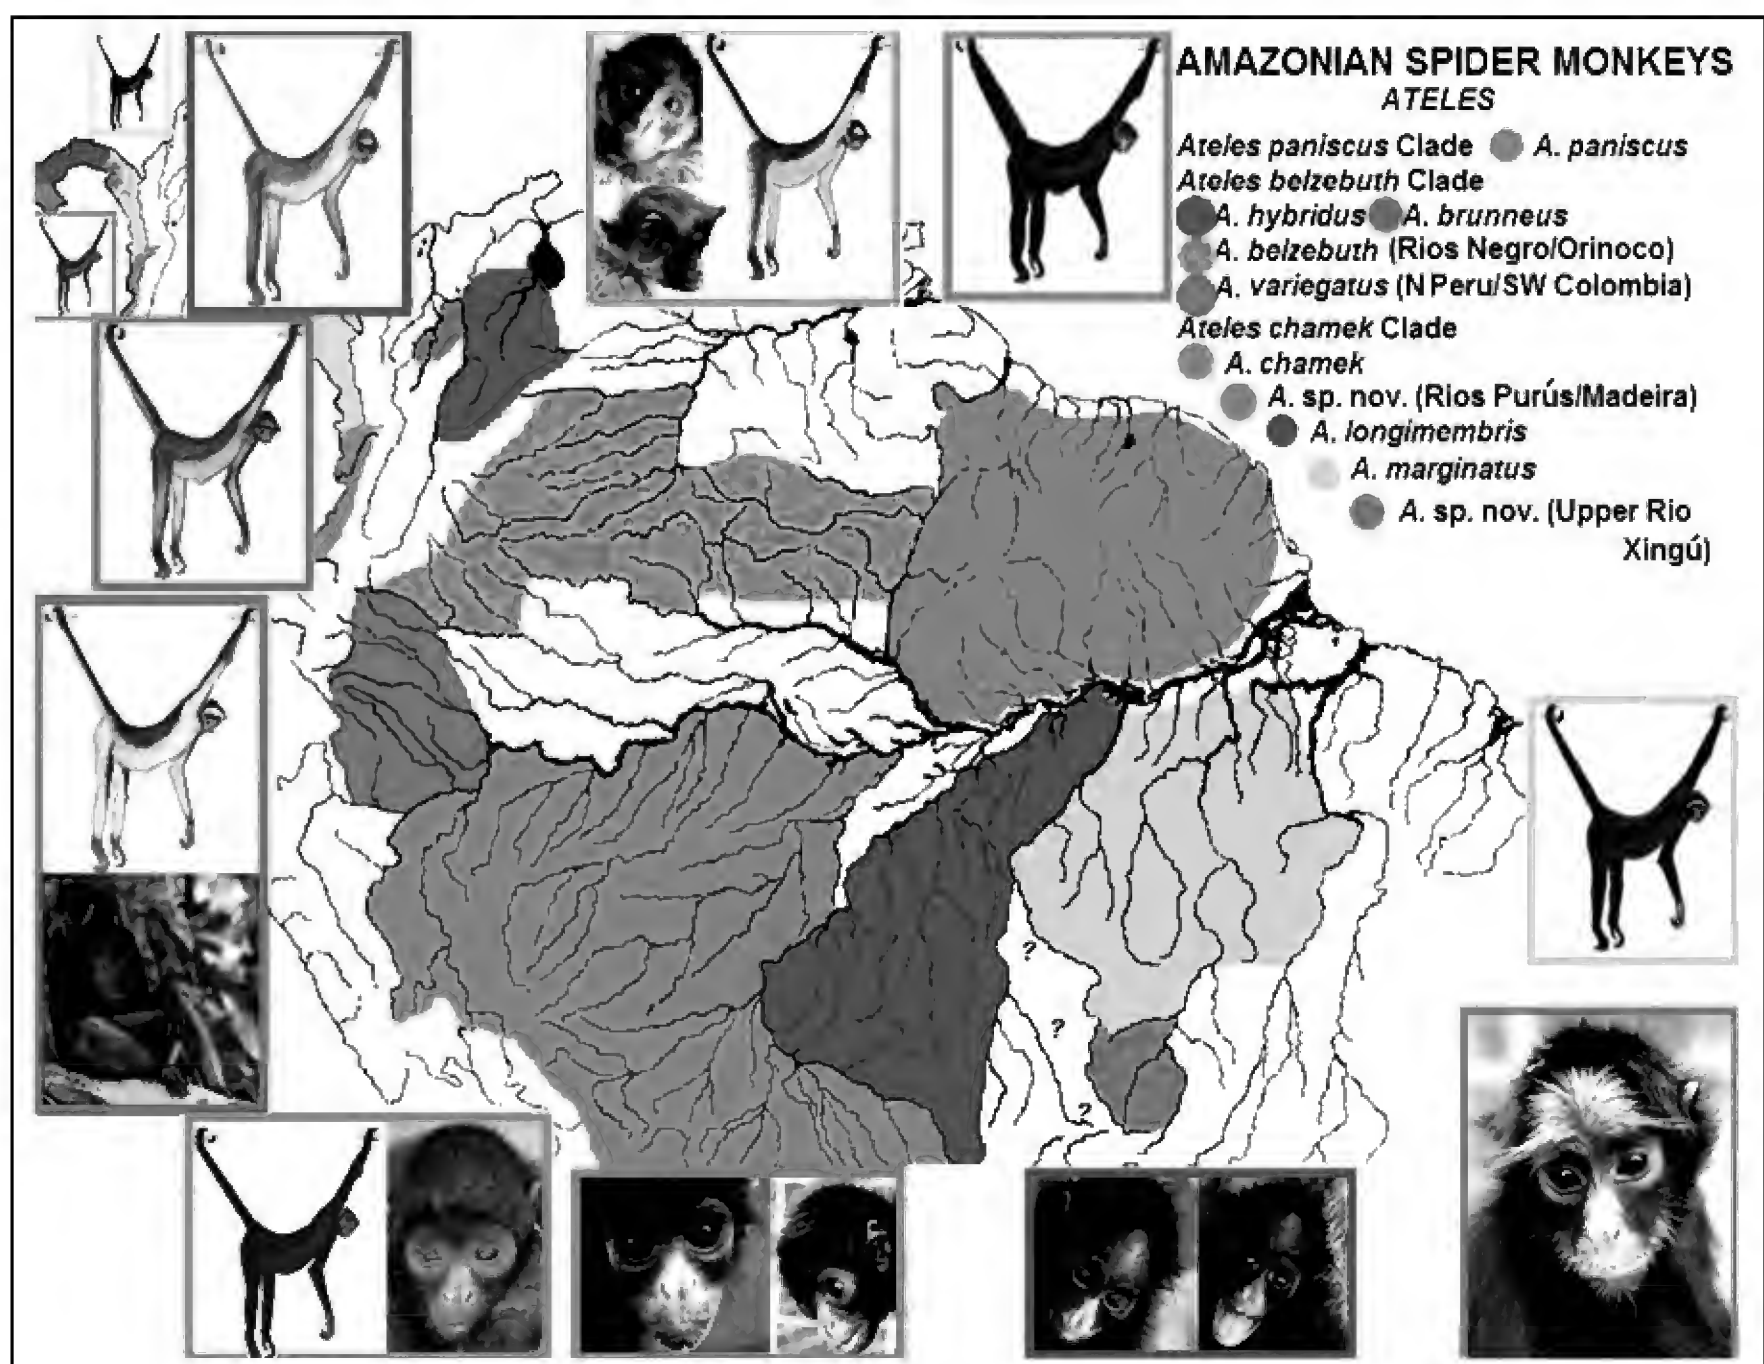 AMAZONIAN SPIDER MONKEYS
ATELES
Ateles paniscus Clade A. paniscus
Ateles belzebuth Clade
A. hybridus A. brunneus
A. belzebuth (Rios Negro/Orinoco)
A. variegatus (N Peru/SW Colombia)
Ateles chamek Clade
A. chamek
A. sp. nov. (Rios Purús/Madeira)
A. longimembris
A. marginatus
A. sp. nov. (Upper Rio
Xingú)
?
?
?